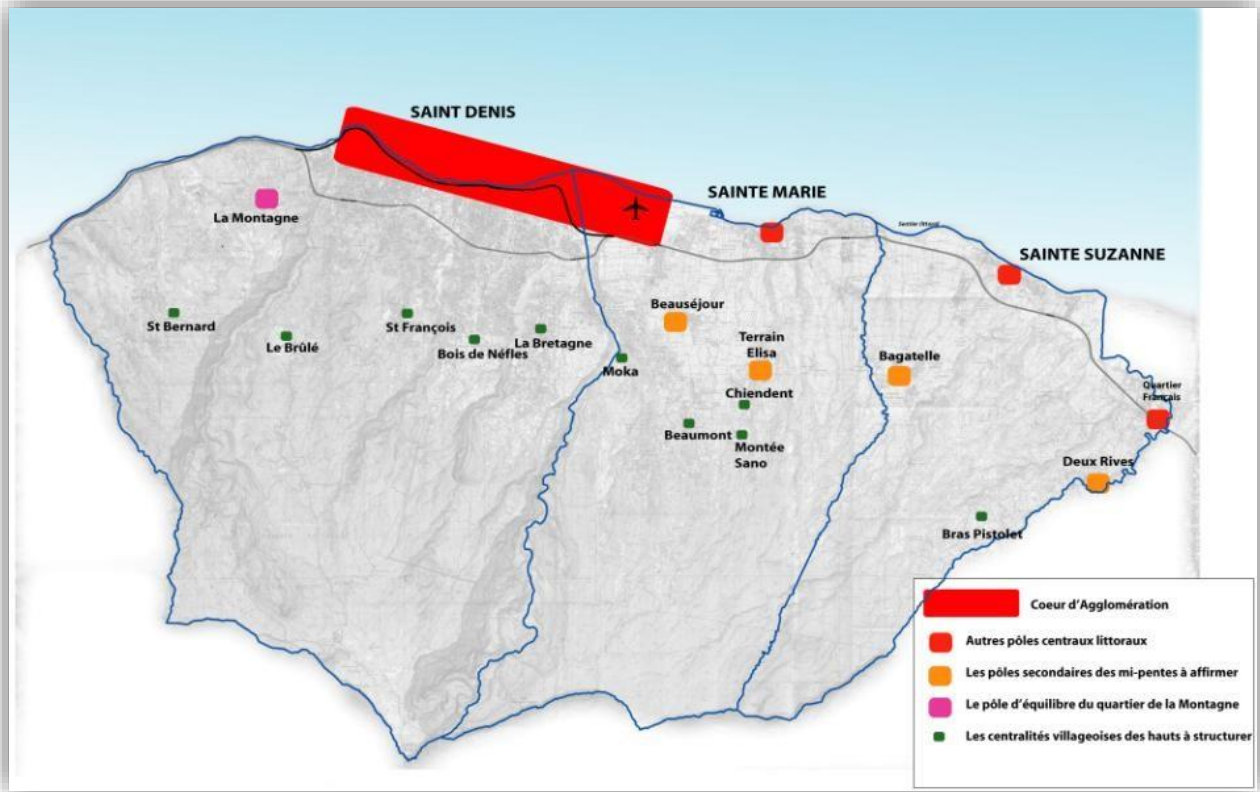 SAINT DENIS
SAINTE MARIE
La Montagne
Sentier littoral
SAINTE SUZANNE
Beauséjour
St Bernard
St François
Le Brûlé
Bois de Néfles
La Bretagne
Terrain
Elisa
Bagatelle
Moka
Chiendent
Quartier
Français
Beaumont
Montée
Sano
Deux Rives
Bras Pistolet
Coeur d'Agglomération
Autres pôles centraux littoraux
Les pôles secondaires des mi-pentes à affirmer
Le pôle d'équilibre du quartier de la Montagne
Les centralités villageoises des hauts à structurer